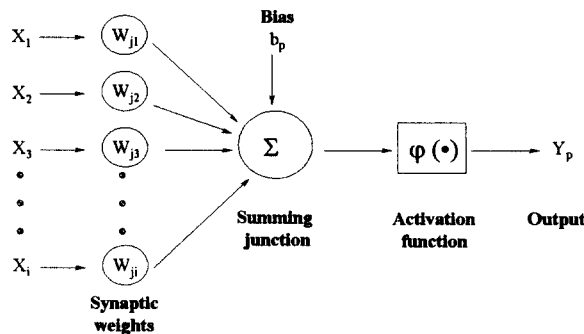 Bias
b_p
X_1
W_j1
X_2
W_j2
X_3
W_j3
Σ
φ (•)
Y_p
Summing
junction
Activation
function
Output
X_i
W_ji
Synaptic
weights